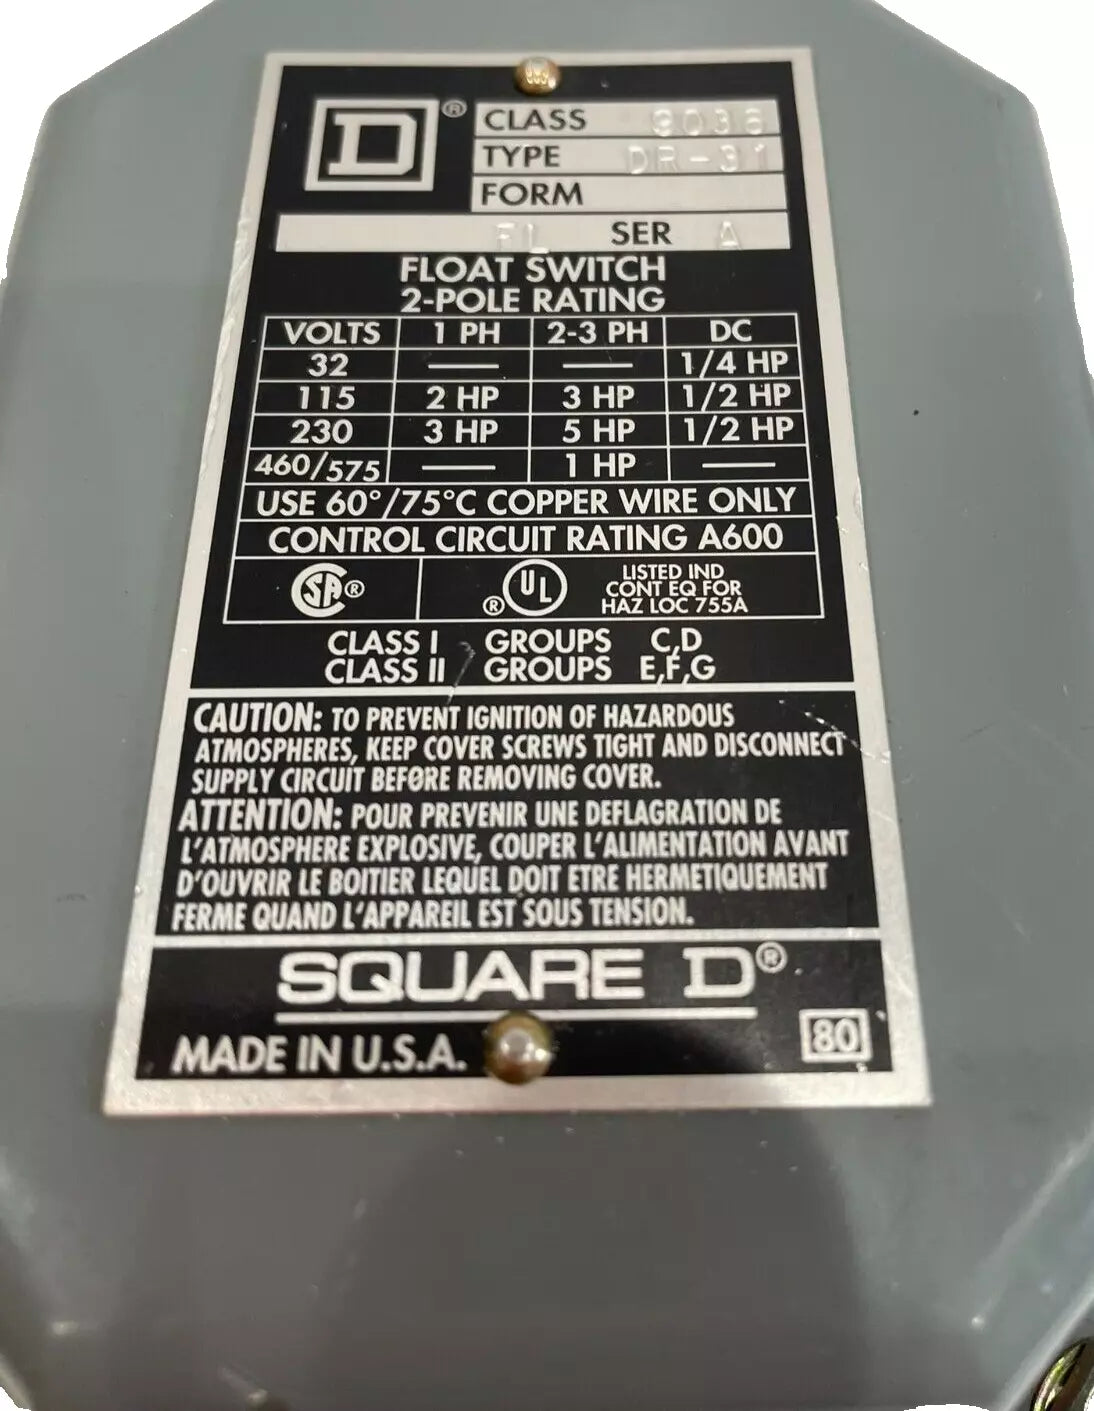 D® CLASS 9036
TYPE DR-31
FORM
FL SER A
FLOAT SWITCH
2-POLE RATING
VOLTS 1 PH 2-3 PH DC
32 — — 1/4 HP
115 2 HP 3 HP 1/2 HP
230 3 HP 5 HP 1/2 HP
460/575 — 1 HP —
USE 60°/75°C COPPER WIRE ONLY
CONTROL CIRCUIT RATING A600
SA® ®UL LISTED IND
CONT EQ FOR
HAZ LOC 755A
CLASS I GROUPS C,D
CLASS II GROUPS E,F,G
CAUTION: TO PREVENT IGNITION OF HAZARDOUS
ATMOSPHERES, KEEP COVER SCREWS TIGHT AND DISCONNECT
SUPPLY CIRCUIT BEFORE REMOVING COVER.
ATTENTION: POUR PREVENIR UNE DEFLAGRATION DE
L'ATMOSPHERE EXPLOSIVE, COUPER L'ALIMENTATION AVANT
D'OUVRIR LE BOITIER LEQUEL DOIT ETRE HERMETIQUEMENT
FERME QUAND L'APPAREIL EST SOUS TENSION.
SQUARE D®
MADE IN U.S.A. 80